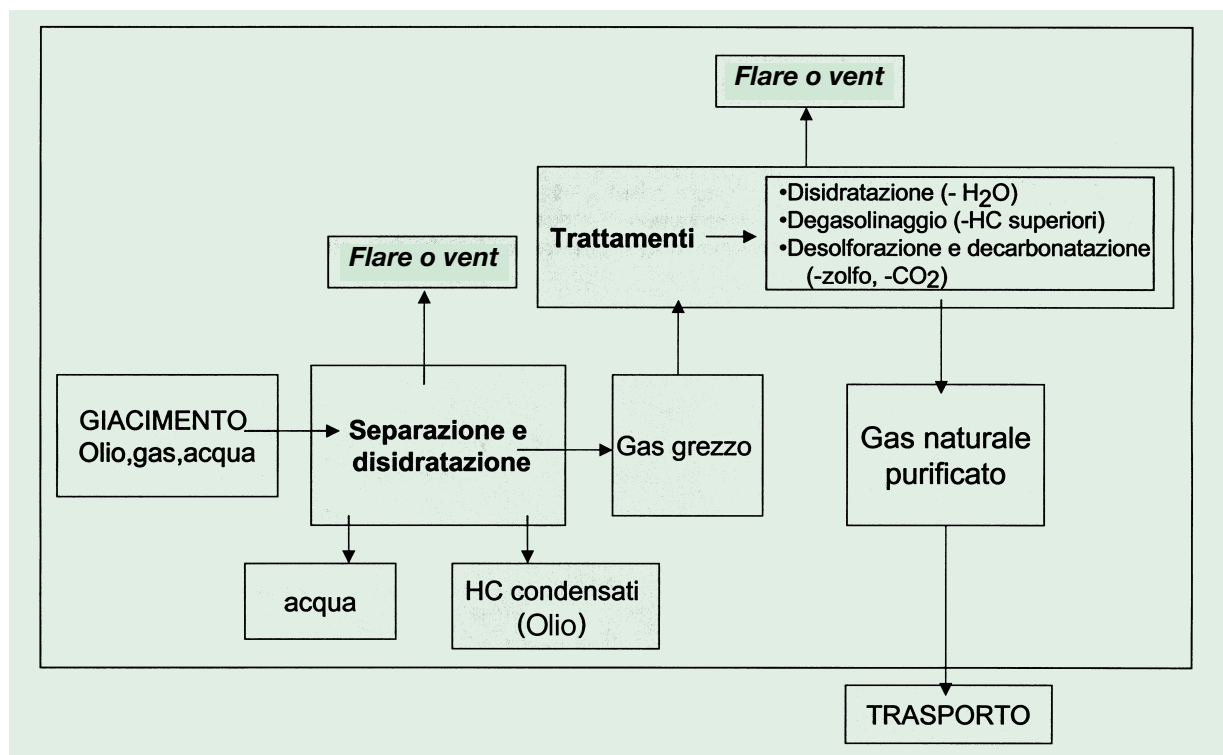 Flare o vent
•Disidratazione (- H2O)
•Degasolinaggio (-HC superiori)
Trattamenti
•Desolforazione e decarbonatazione
(-zolfo, -CO2)
Flare o vent
GIACIMENTO
Olio,gas,acqua
Separazione e
disidratazione
Gas grezzo
Gas naturale
purificato
acqua
HC condensati
(Olio)
TRASPORTO